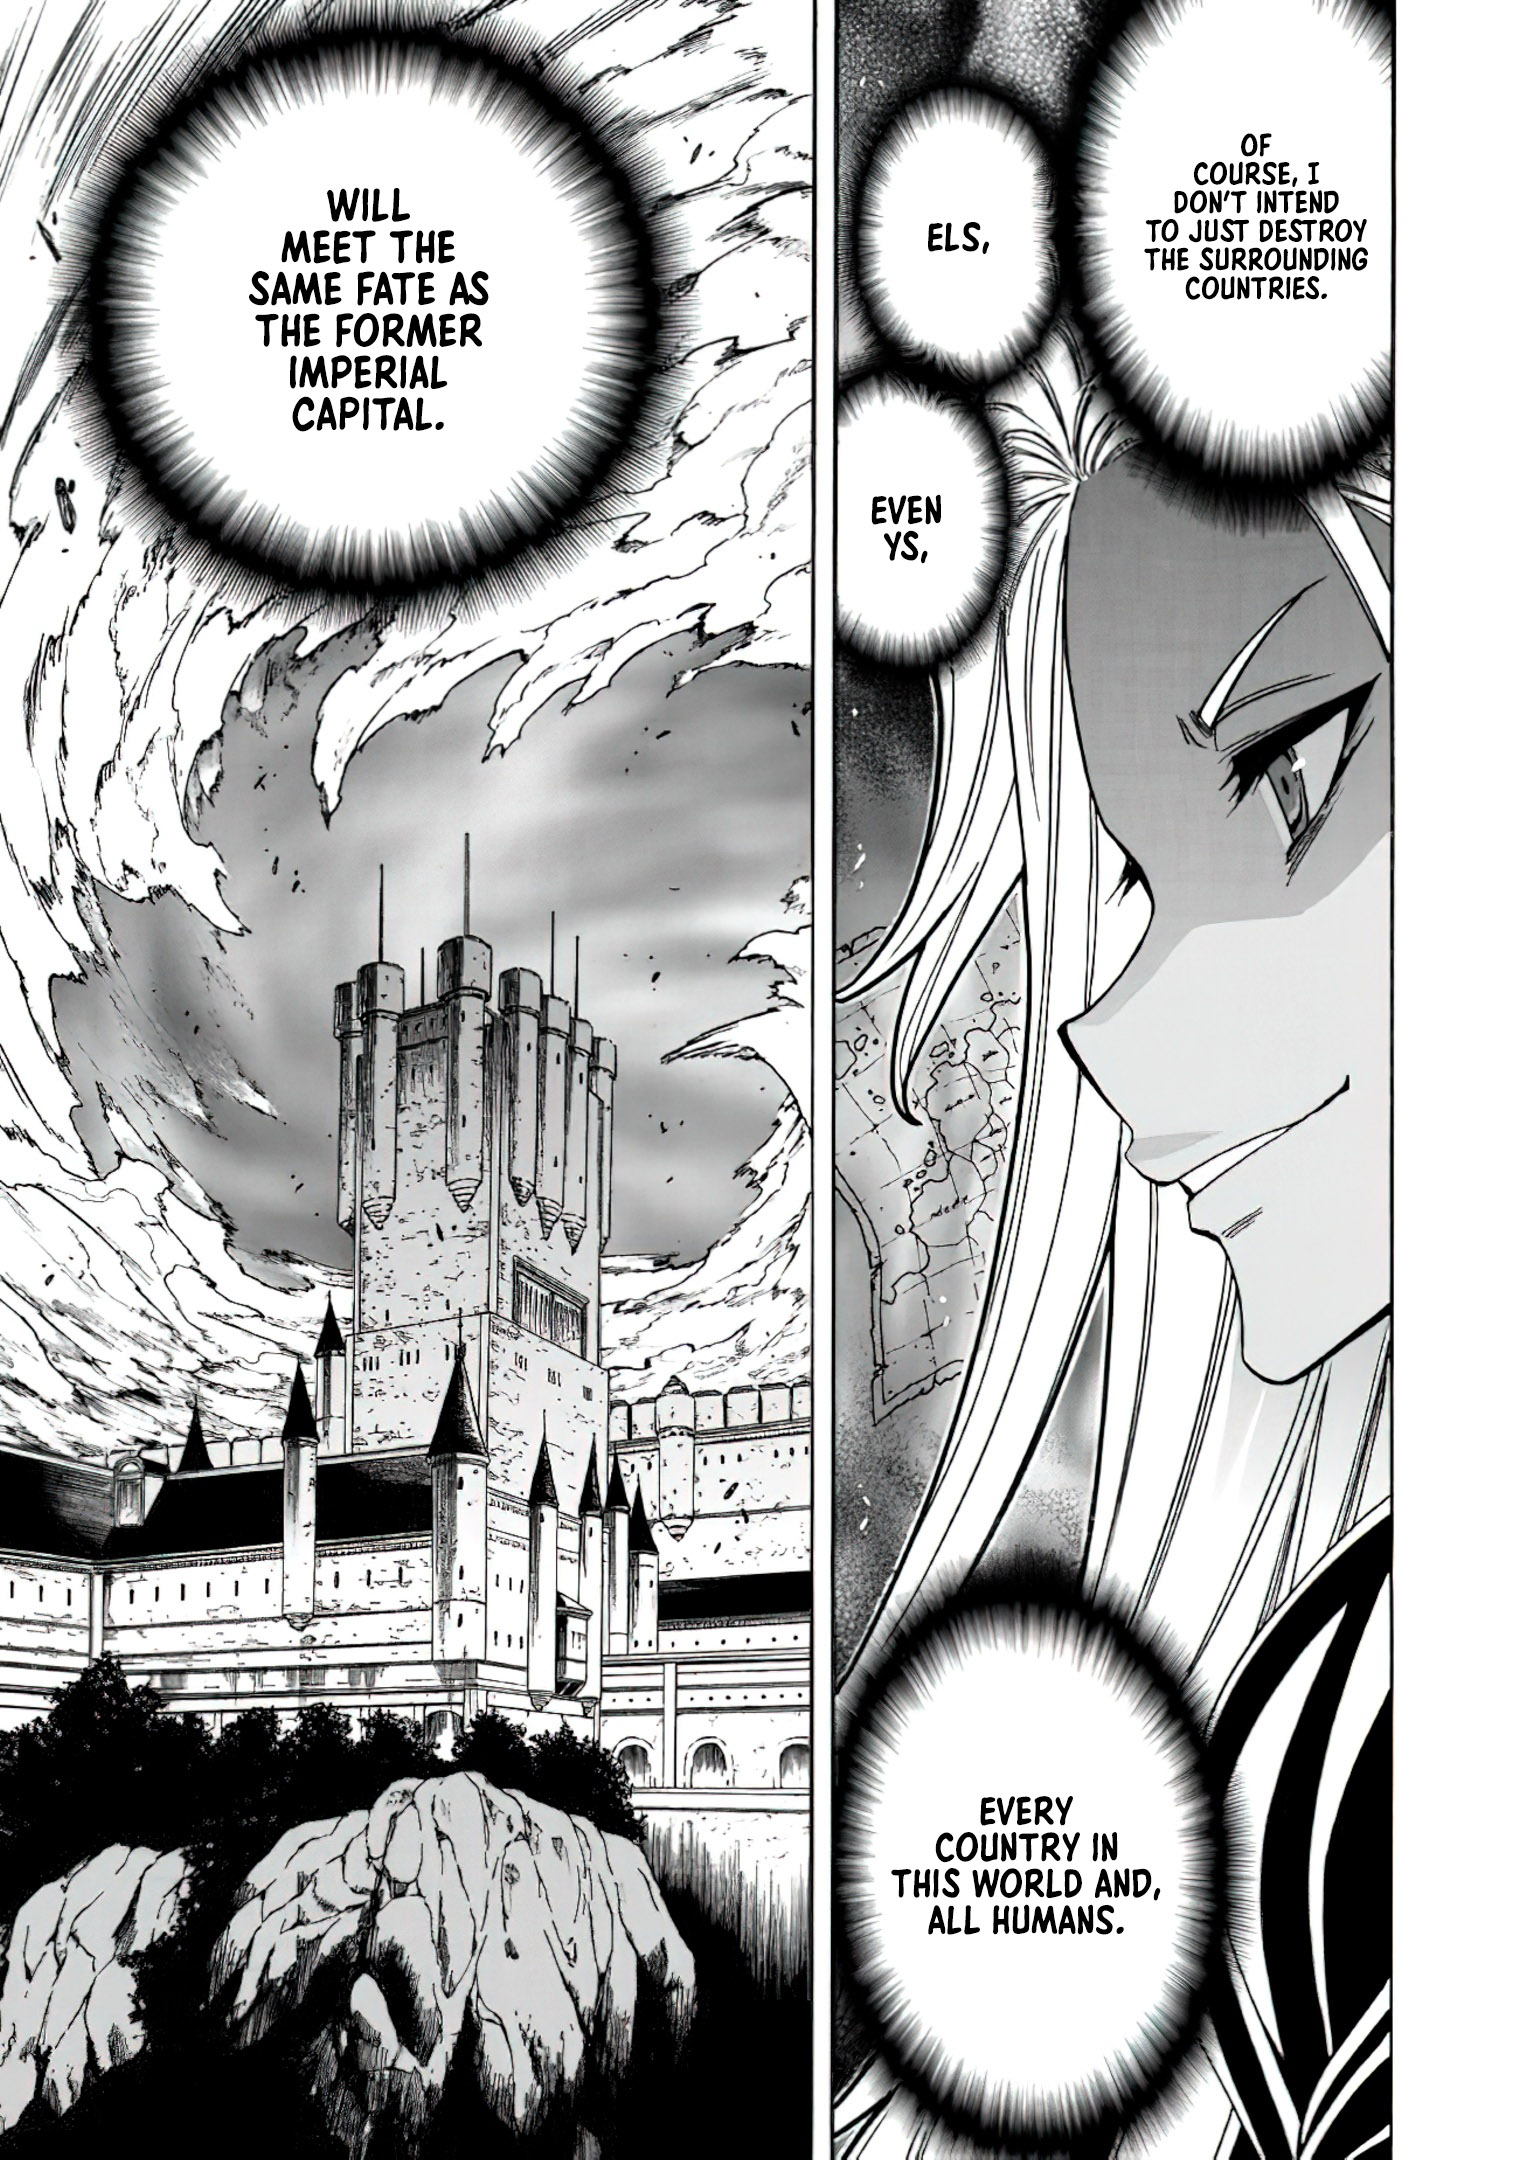 OF
COURSE, I
DON'T INTEND
TO JUST DESTROY
THE SURROUNDING
COUNTRIES.
ELS,
EVEN
YS,
EVERY
COUNTRY IN
THIS WORLD AND,
ALL HUMANS.
WILL
MEET THE
SAME FATE AS
THE FORMER
IMPERIAL
CAPITAL.